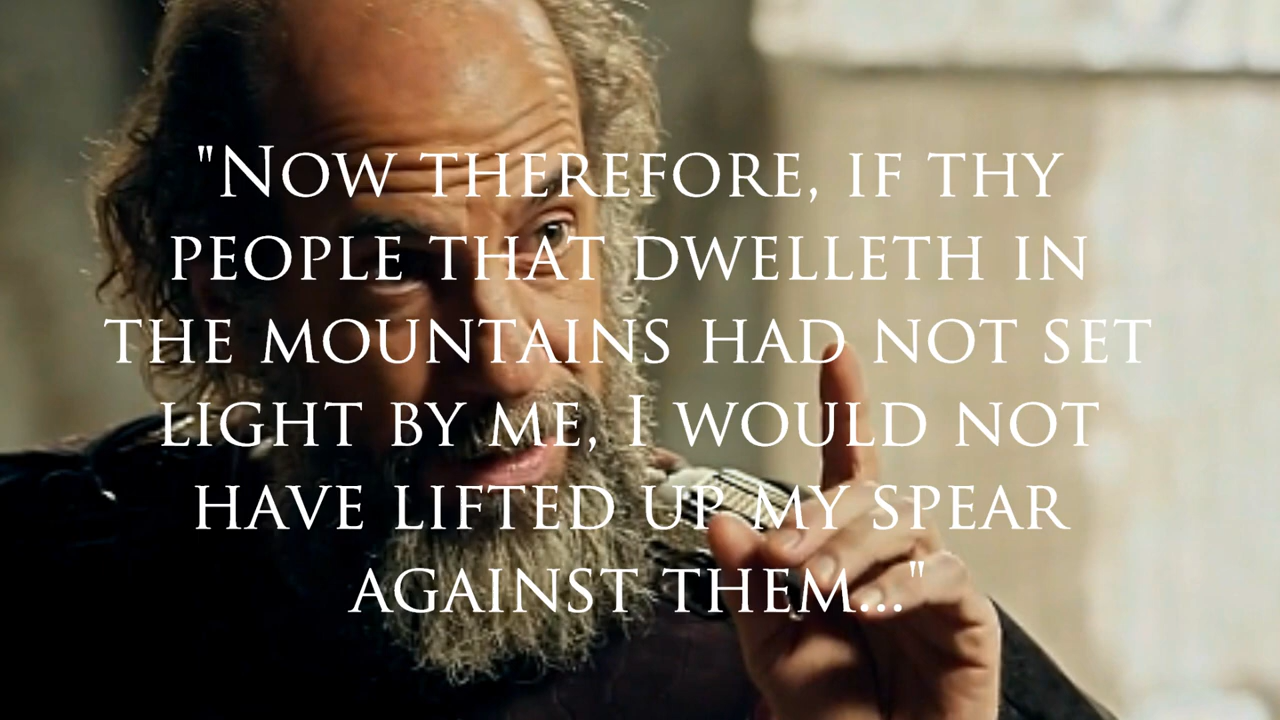 "Now therefore, if thy
people that dwelleth in
the mountains had not set
light by me, I would not
have lifted up my spear
against them..."